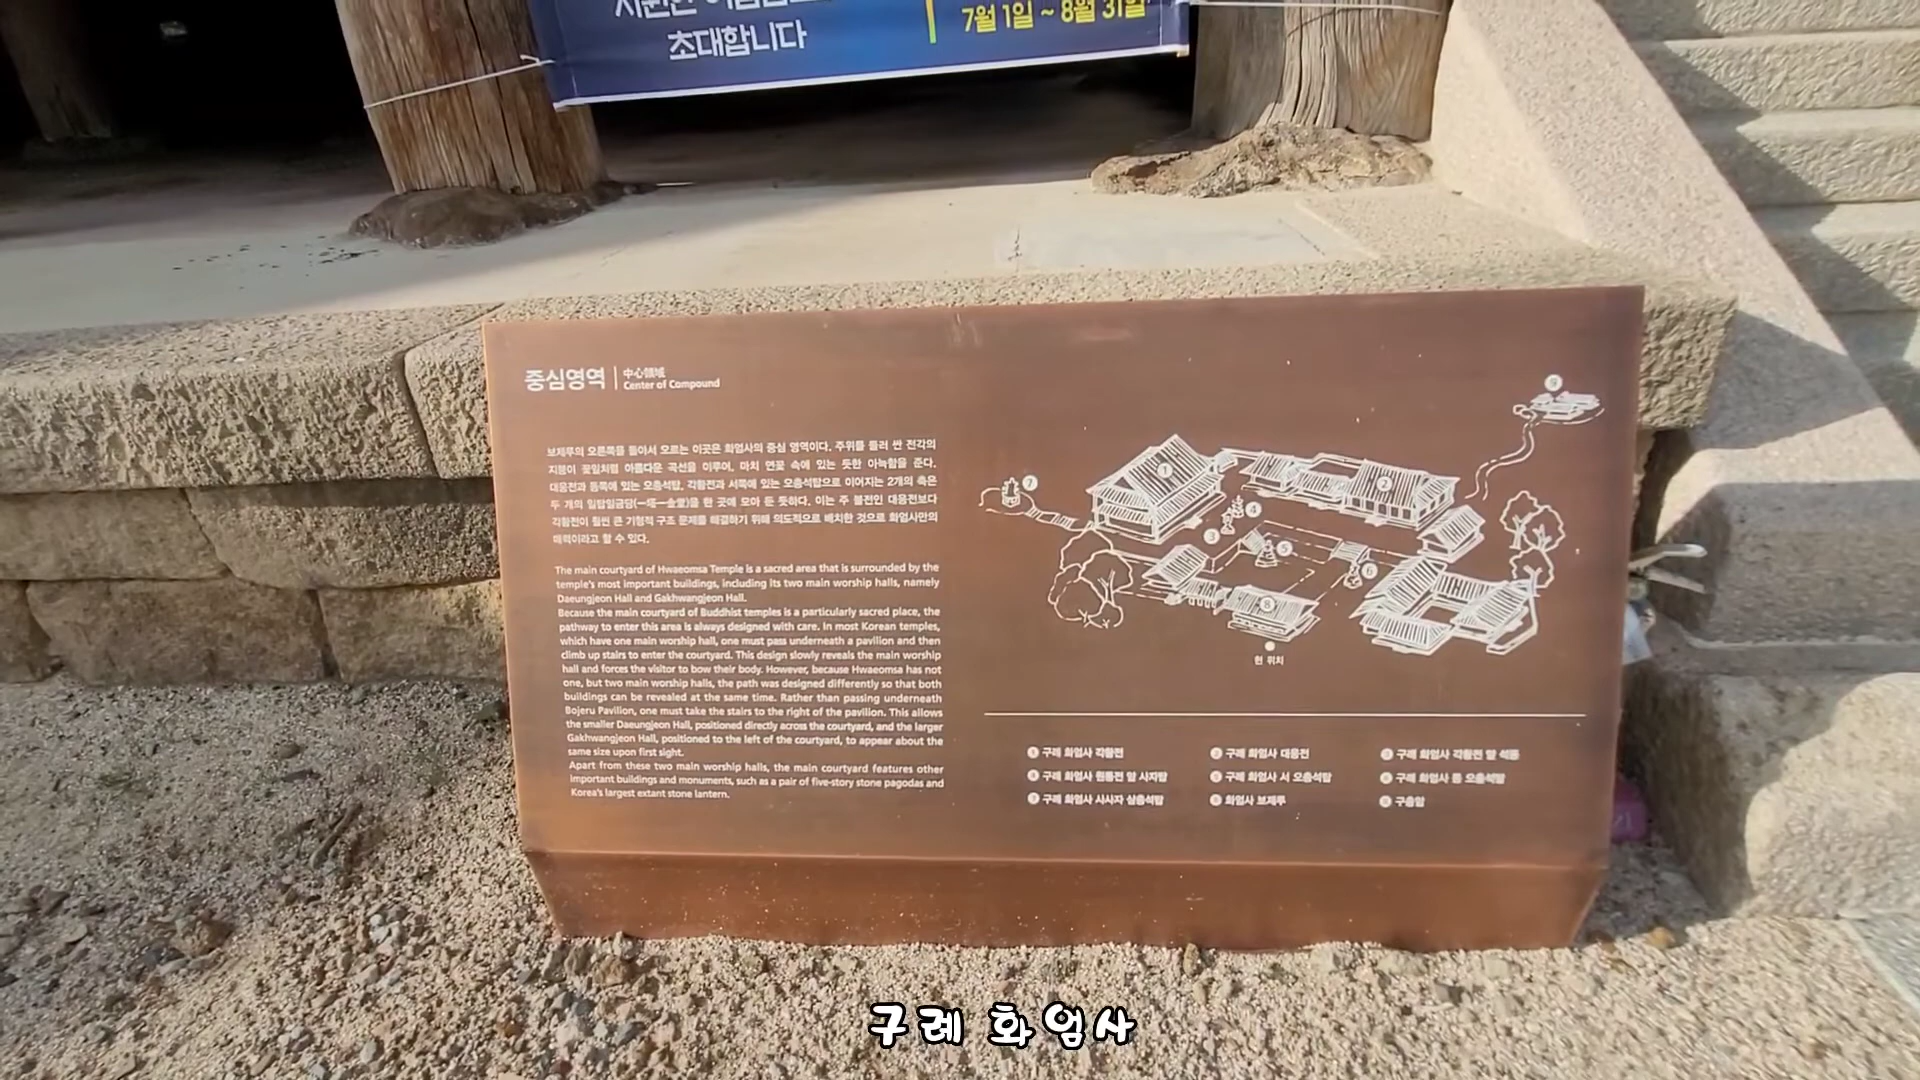 초대합니다
7월 1일 ~ 8월 31일
중심영역
中心領域
Center of Compound
보제루의 오른쪽을 돌아서 오르는 이곳은 화엄사의 중심 영역이다. 주위를 둘러 싼 전각의
지붕이 꽃잎처럼 아름다운 곡선을 이루어, 마치 연꽃 속에 있는 듯한 아늑함을 준다.
대웅전과 동쪽에 있는 오층석탑, 각황전과 서쪽에 있는 오층석탑으로 이어지는 2개의 축은
두 개의 일탑일금당(一塔一金堂)을 한 곳에 모아 둔 듯하다. 이는 주 불전인 대웅전보다
각황전이 훨씬 큰 기형적 구조 문제를 해결하기 위해 의도적으로 배치한 것으로 화엄사만의
매력이라고 할 수 있다.
The main courtyard of Hwaeomsa Temple is a sacred area that is surrounded by the
temple's most important buildings, including its two main worship halls, namely
Daeungjeon Hall and Gakhwangjeon Hall.
Because the main courtyard of Buddhist temples is a particularly sacred place, the
pathway to enter this area is always designed with care. In most Korean temples,
which have one main worship hall, one must pass underneath a pavilion and then
climb up stairs to enter the courtyard. This design slowly reveals the main worship
hall and forces the visitor to bow their body. However, because Hwaeomsa has not
one, but two main worship halls, the path was designed differently so that both
buildings can be revealed at the same time. Rather than passing underneath
Bojeru Pavilion, one must take the stairs to the right of the pavilion. This allows
the smaller Daeungjeon Hall, positioned directly across the courtyard, and the larger
Gakhwangjeon Hall, positioned to the left of the courtyard, to appear about the
same size upon first sight.
Apart from these two main worship halls, the main courtyard features other
important buildings and monuments, such as a pair of five-story stone pagodas and
Korea's largest extant stone lantern.
9
1
2
7
4
3
5
6
8
현 위치
1 구례 화엄사 각황전
2 구례 화엄사 대웅전
3 구례 화엄사 각황전 앞 석등
4 구례 화엄사 원통전 앞 사자탑
5 구례 화엄사 서 오층석탑
6 구례 화엄사 동 오층석탑
7 구례 화엄사 사사자 삼층석탑
8 화엄사 보제루
9 구층암
구례 화엄사